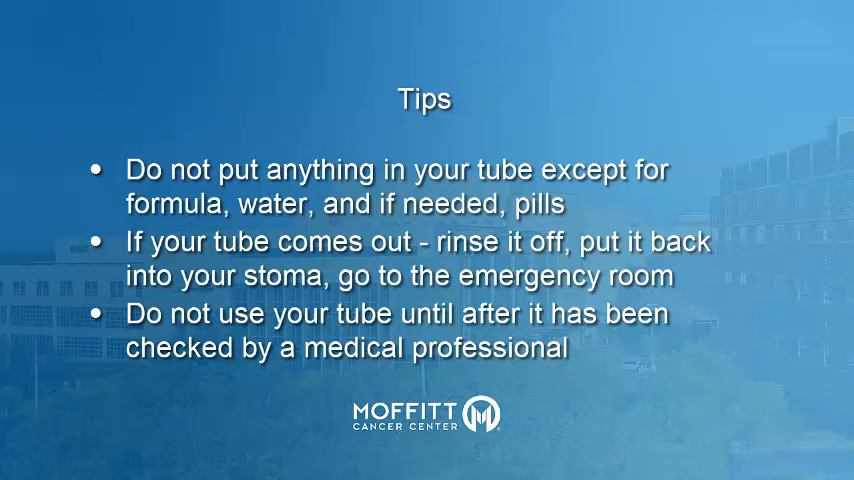 Tips
• Do not put anything in your tube except for
formula, water, and if needed, pills
• If your tube comes out - rinse it off, put it back
into your stoma, go to the emergency room
• Do not use your tube until after it has been
checked by a medical professional
MOFFITT
CANCER CENTER